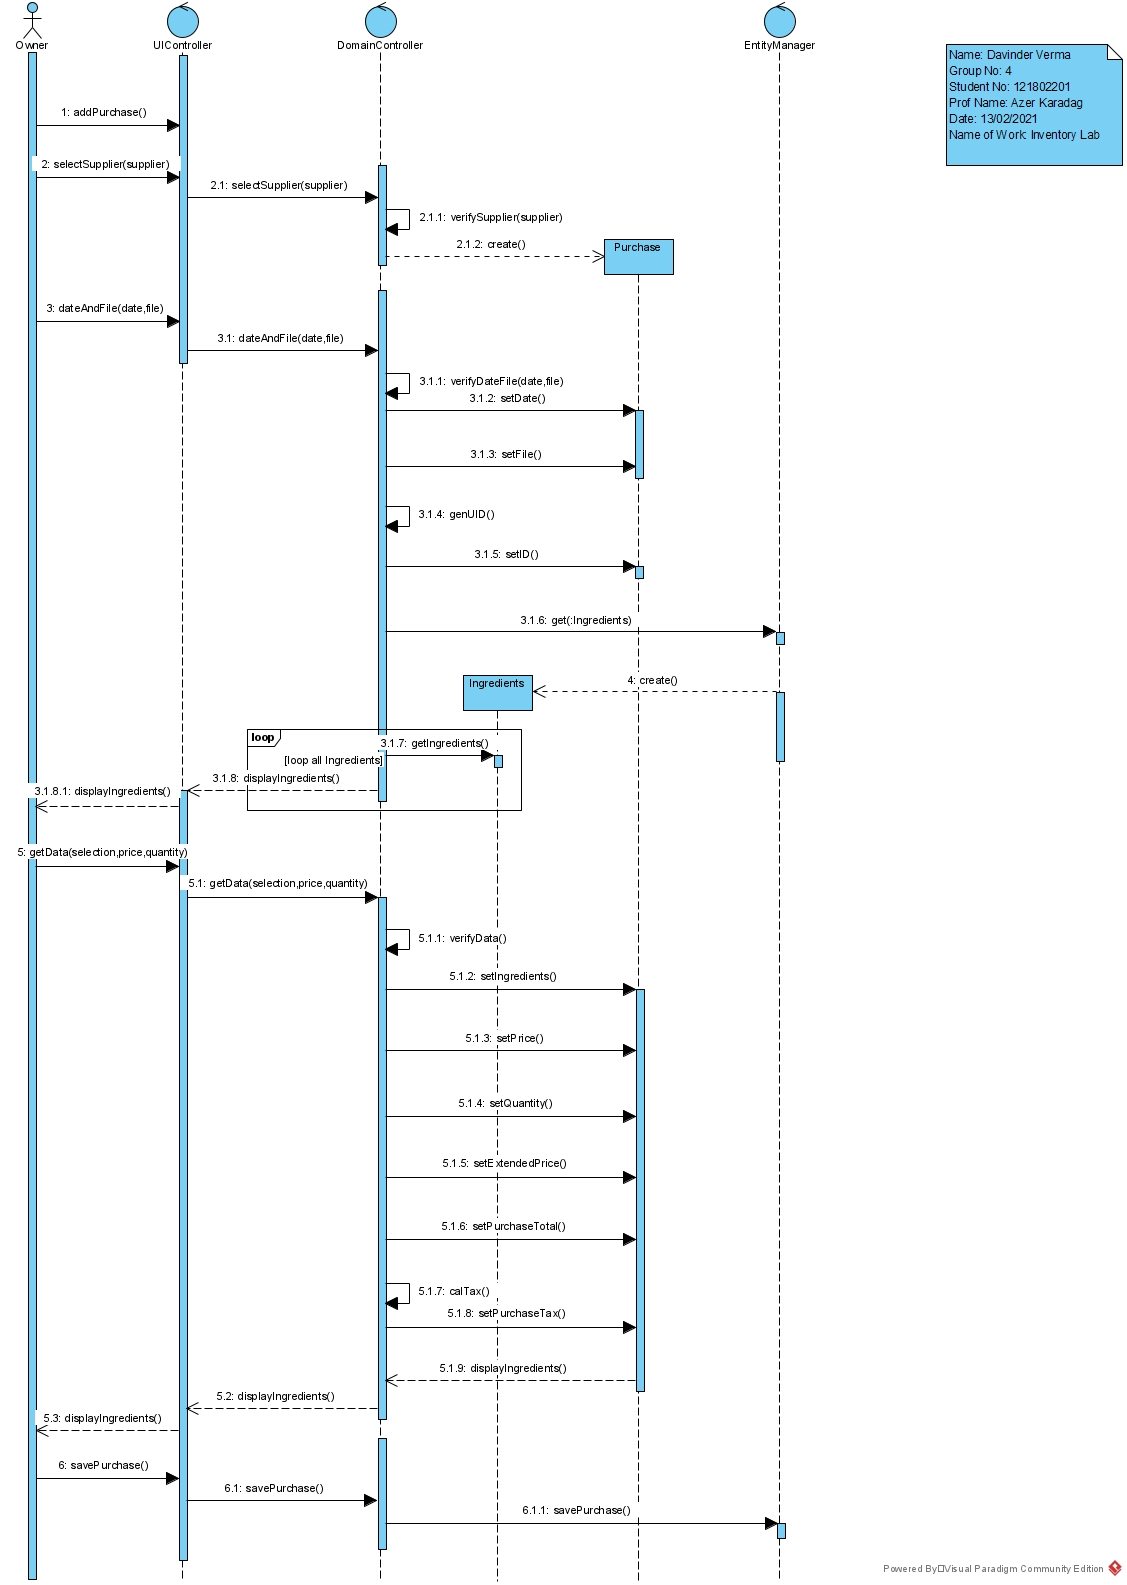 Owner
UIController
DomainController
EntityManager
Name: Davinder Verma
Group No: 4
Student No: 121802201
Prof Name: Azer Karadag
Date: 13/02/2021
Name of Work: Inventory Lab
1: addPurchase()
2: selectSupplier(supplier)
2.1: selectSupplier(supplier)
2.1.1: verifySupplier(supplier)
2.1.2: create()
Purchase
3: dateAndFile(date,file)
3.1: dateAndFile(date,file)
3.1.1: verifyDateFile(date,file)
3.1.2: setDate()
3.1.3: setFile()
3.1.4: genUID()
3.1.5: setID()
3.1.6: get(:Ingredients)
4: create()
Ingredients
loop
3.1.7: getIngredients()
[loop all Ingredients]
3.1.8: displayIngredients()
3.1.8.1: displayIngredients()
5: getData(selection,price,quantity)
5.1: getData(selection,price,quantity)
5.1.1: verifyData()
5.1.2: setIngredients()
5.1.3: setPrice()
5.1.4: setQuantity()
5.1.5: setExtendedPrice()
5.1.6: setPurchaseTotal()
5.1.7: calTax()
5.1.8: setPurchaseTax()
5.1.9: displayIngredients()
5.2: displayIngredients()
5.3: displayIngredients()
6: savePurchase()
6.1: savePurchase()
6.1.1: savePurchase()
Powered By Visual Paradigm Community Edition